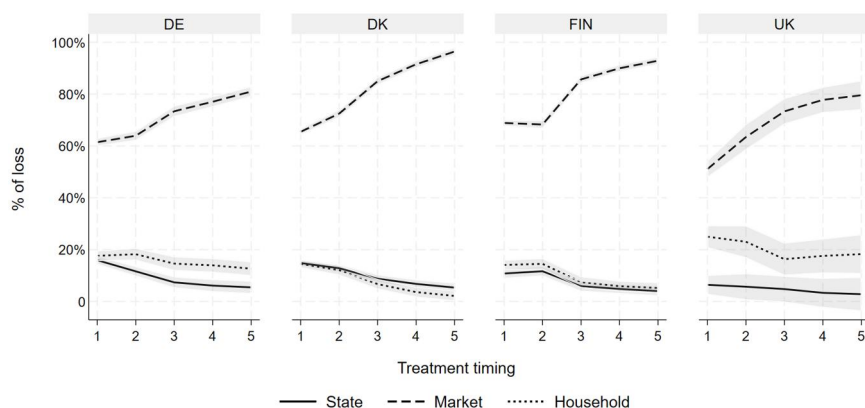 DE DK FIN UK
100%
80%
60%
40%
20%
0
% of loss
1 2 3 4 5 1 2 3 4 5 1 2 3 4 5 1 2 3 4 5
Treatment timing
State Market Household